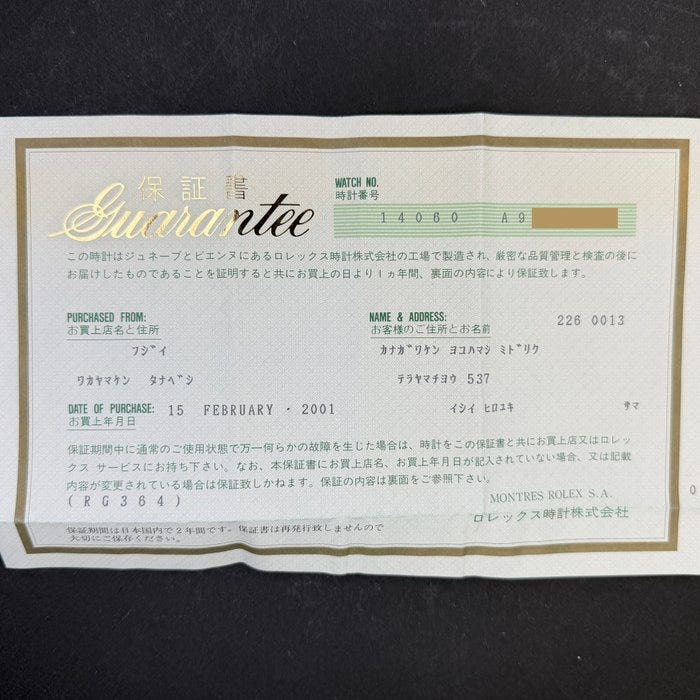 保証書
Guarantee
WATCH NO.
時計番号
14060 A9
この時計はジュネーブとビエンヌにあるロレックス時計株式会社の工場で製造され、厳密な品質管理と検査の後に
お届けしたものであることを証明すると共にお買上の日より1ヵ年間、裏面の内容により保証致します。
PURCHASED FROM:
お買上店名と住所
フジイ
ワカヤマケン タナベシ
NAME & ADDRESS:
お客様のご住所とお名前
226 0013
カナガワケン ヨコハマシ ミドリク
テラヤマチヨウ 537
DATE OF PURCHASE: 15 FEBRUARY · 2001
お買上年月日
イシイ ヒロユキ サマ
保証期間中に通常のご使用状態で万一何らかの故障を生じた場合は、時計をこの保証書と共にお買上店又はロレッ
クス サービスにお持ち下さい。なお、本保証書にお買上店名、お買上年月日が記入されていない場合、又は記載
内容が変更されている場合は保証致しかねます。保証の内容は裏面をご参照下さい。
(RG364)
MONTRES ROLEX S.A.
ロレックス時計株式会社
保証期間は日本国内で2年間です。保証書は再発行致しませんので
大切にご保存ください。
0